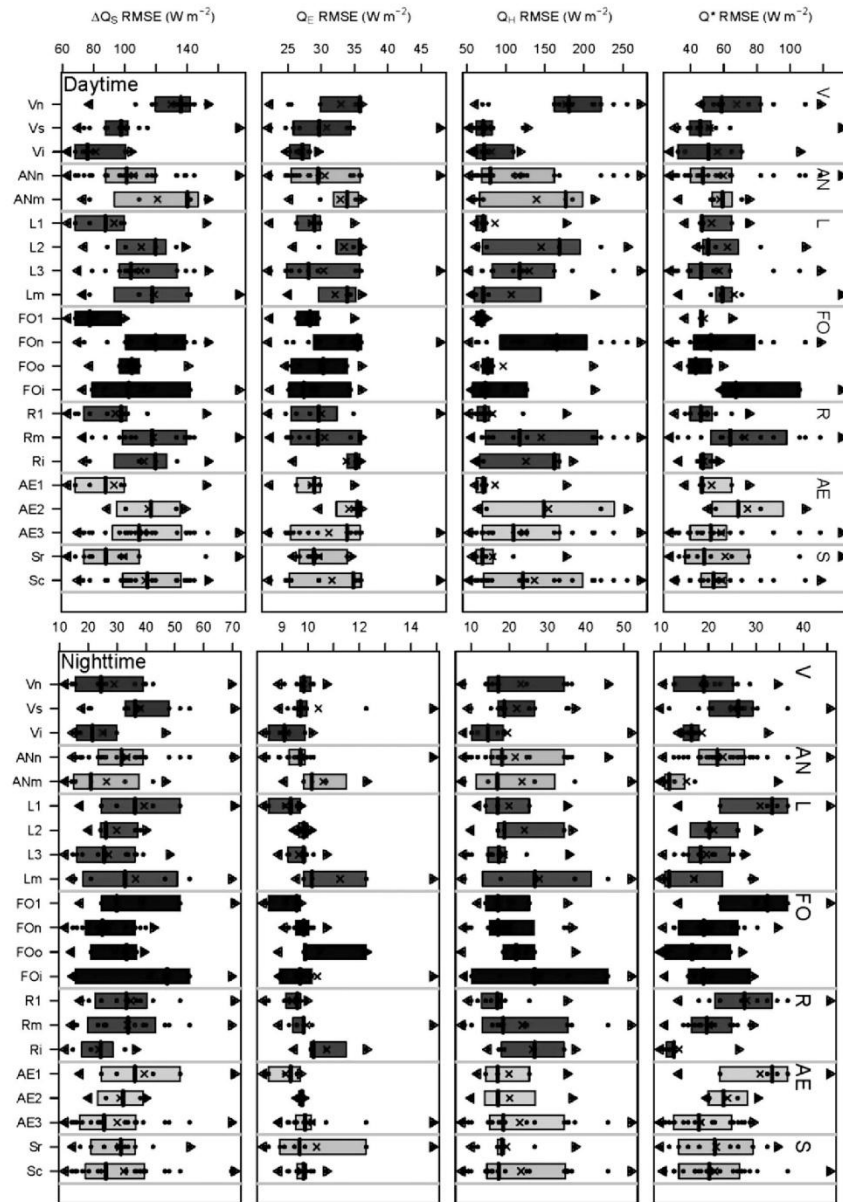 ΔQS RMSE (W m−2) QE RMSE (W m−2) QH RMSE (W m−2) Q* RMSE (W m−2)
60 100 140 25 35 45 50 100 150 200 250 40 60 80 100
Daytime
Vn V
Vs
Vi
ANn AN
ANm
L1 L
L2
L3
Lm
FO1 FO
FOn
FOo
FOi
R1 R
Rm
Ri
AE1 AE
AE2
AE3
Sr S
Sc
10 20 30 40 50 60 70 9 10 12 14 10 20 30 40 50 10 20 30 40
Nighttime
Vn V
Vs
Vi
ANn AN
ANm
L1 L
L2
L3
Lm
FO1 FO
FOn
FOo
FOi
R1 R
Rm
Ri
AE1 AE
AE2
AE3
Sr S
Sc